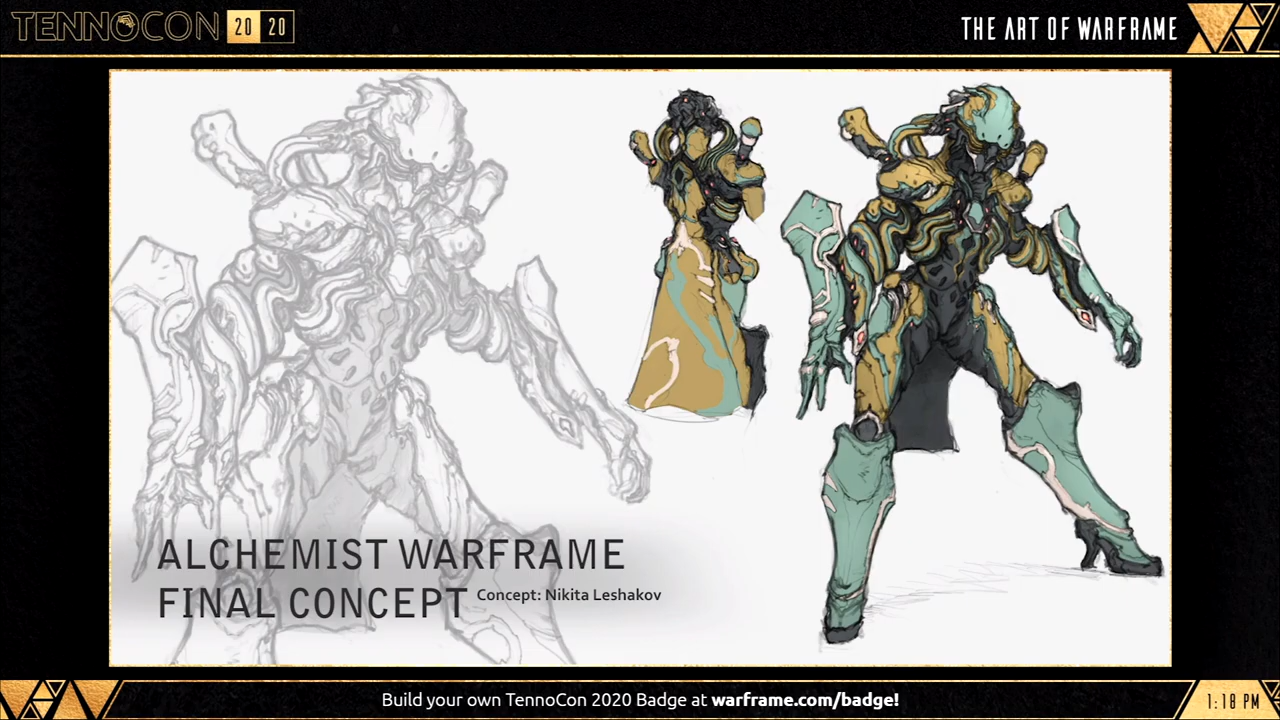 TENNOCON 20 20
THE ART OF WARFRAME
ALCHEMIST WARFRAME
FINAL CONCEPT Concept: Nikita Leshakov
Build your own TennoCon 2020 Badge at warframe.com/badge!
1:18 PM